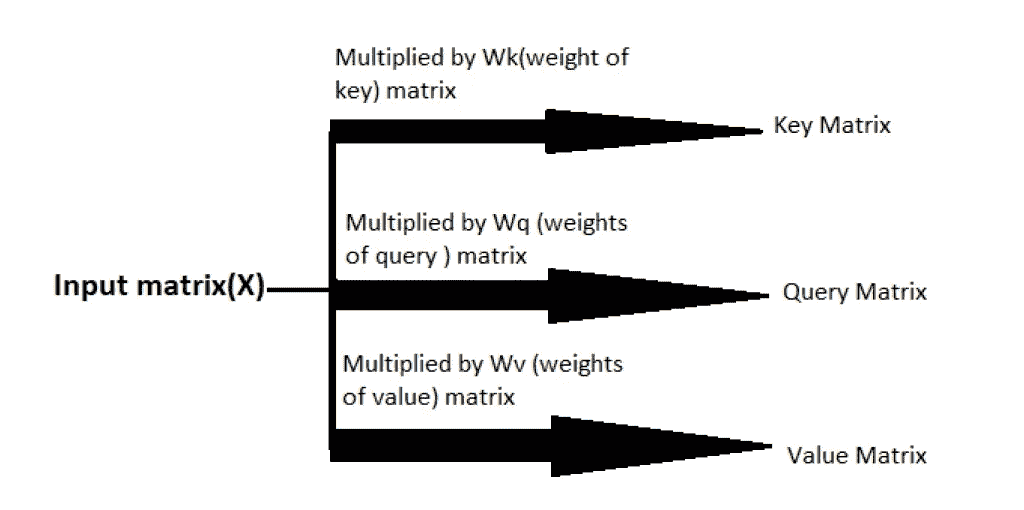 Multiplied by Wk(weight of
key) matrix
Key Matrix
Multiplied by Wq (weights
of query ) matrix
Input matrix(X)
Query Matrix
Multiplied by Wv (weights
of value) matrix
Value Matrix